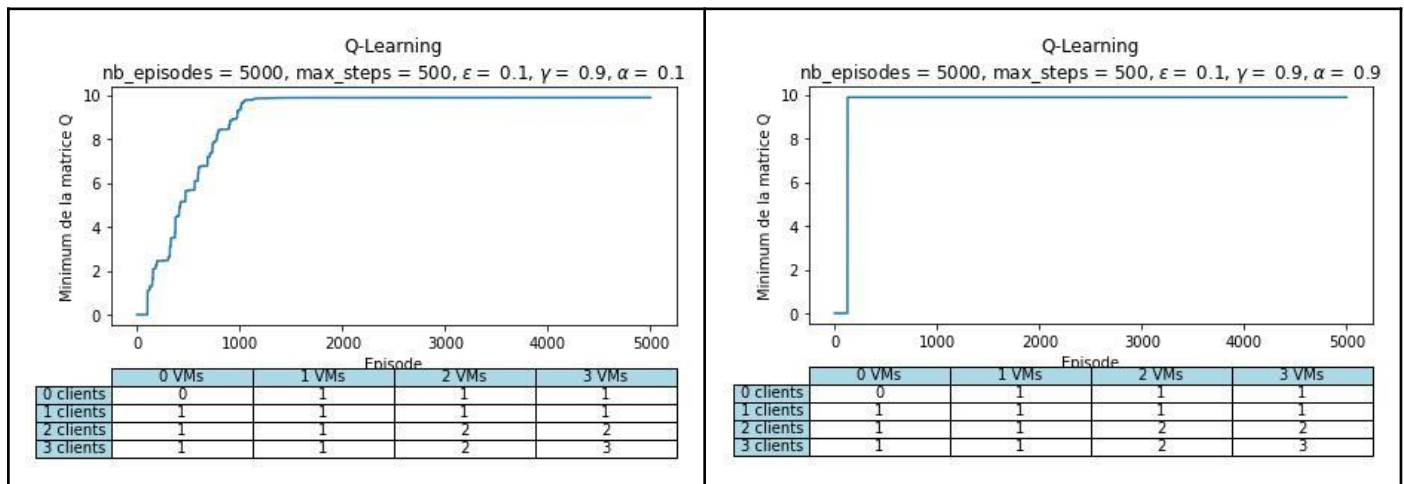 Q-Learning
nb_episodes = 5000, max_steps = 500, ε = 0.1, γ = 0.9, α = 0.1
Minimum de la matrice Q
10
8
6
4
2
0
0 1000 2000 3000 4000 5000
Episode
0 VMs 1 VMs 2 VMs 3 VMs
0 clients 0 1 1 1
1 clients 1 1 1 1
2 clients 1 1 2 2
3 clients 1 1 2 3
Q-Learning
nb_episodes = 5000, max_steps = 500, ε = 0.1, γ = 0.9, α = 0.9
Minimum de la matrice Q
10
8
6
4
2
0
0 1000 2000 3000 4000 5000
Episode
0 VMs 1 VMs 2 VMs 3 VMs
0 clients 0 1 1 1
1 clients 1 1 1 1
2 clients 1 1 2 2
3 clients 1 1 2 3